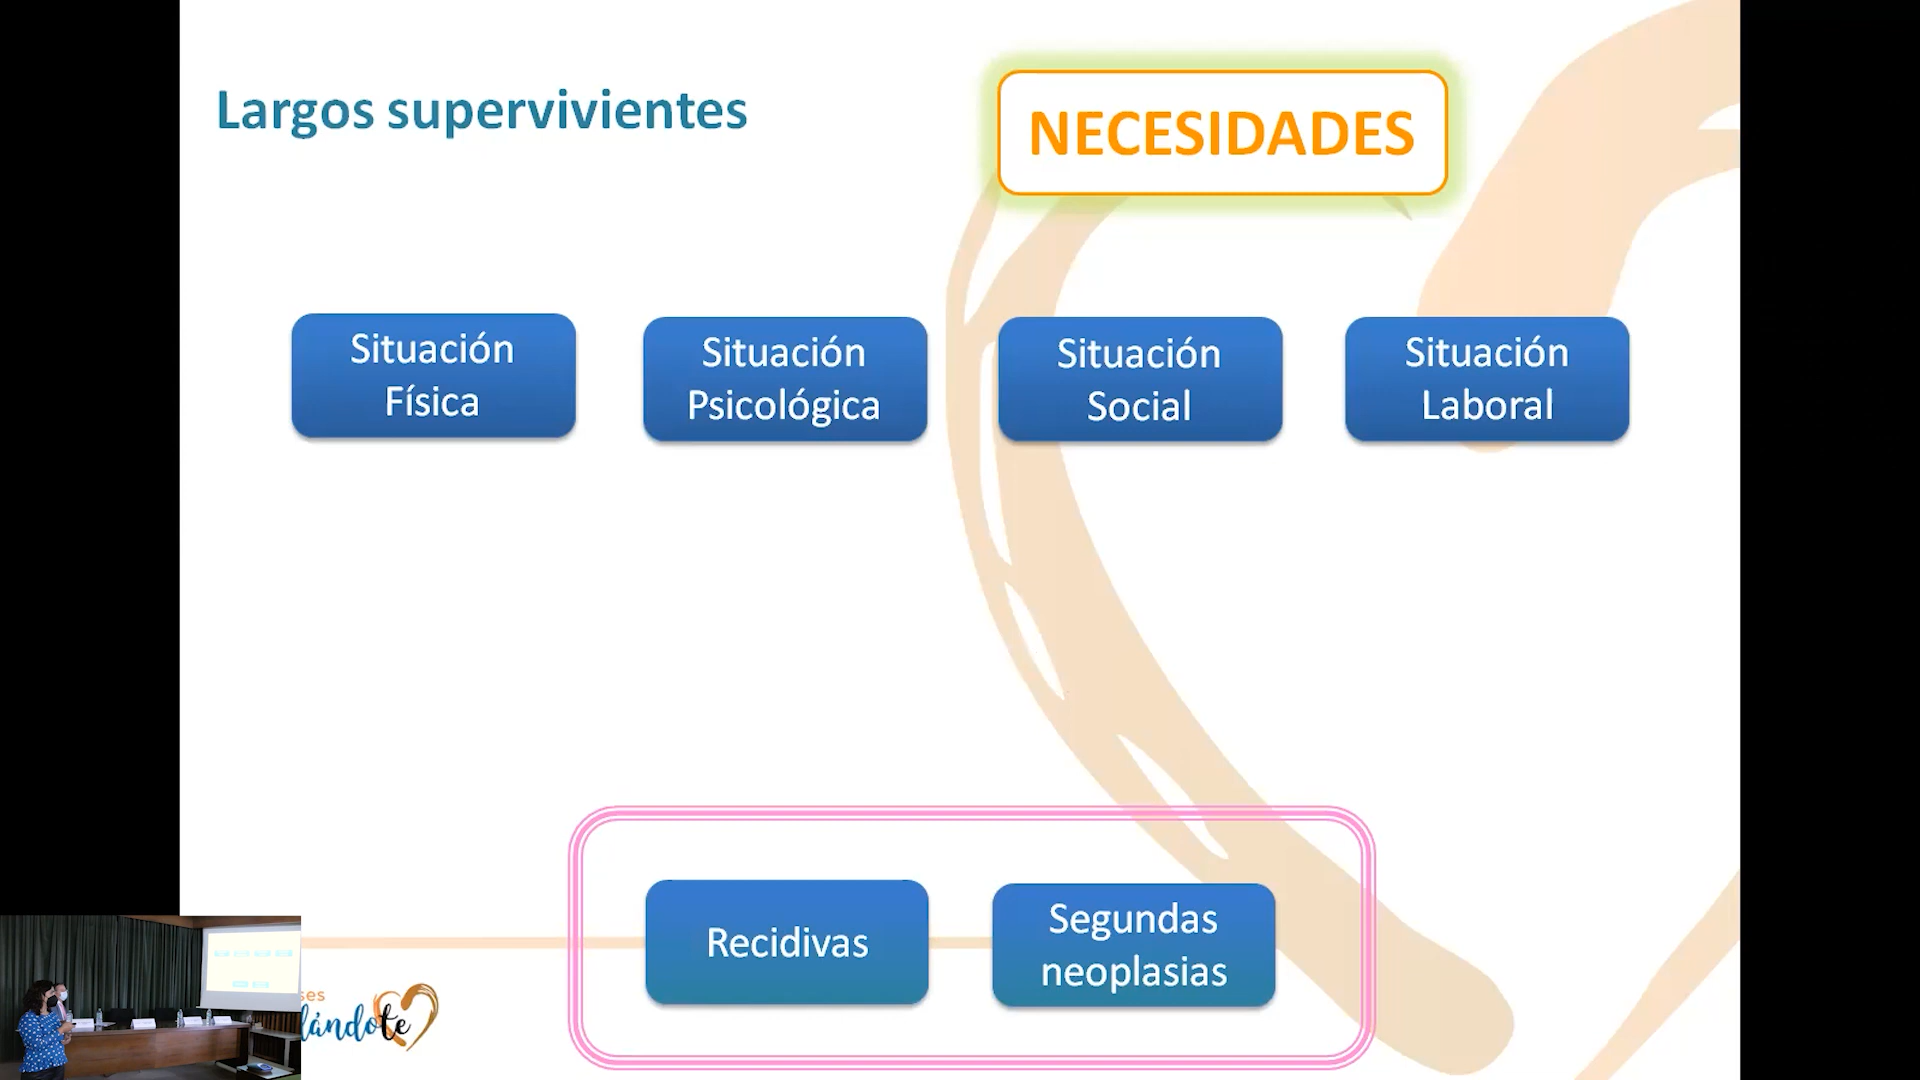 Largos supervivientes
NECESIDADES
Situación
Física
Situación
Psicológica
Situación
Social
Situación
Laboral
Recidivas
Segundas
neoplasias